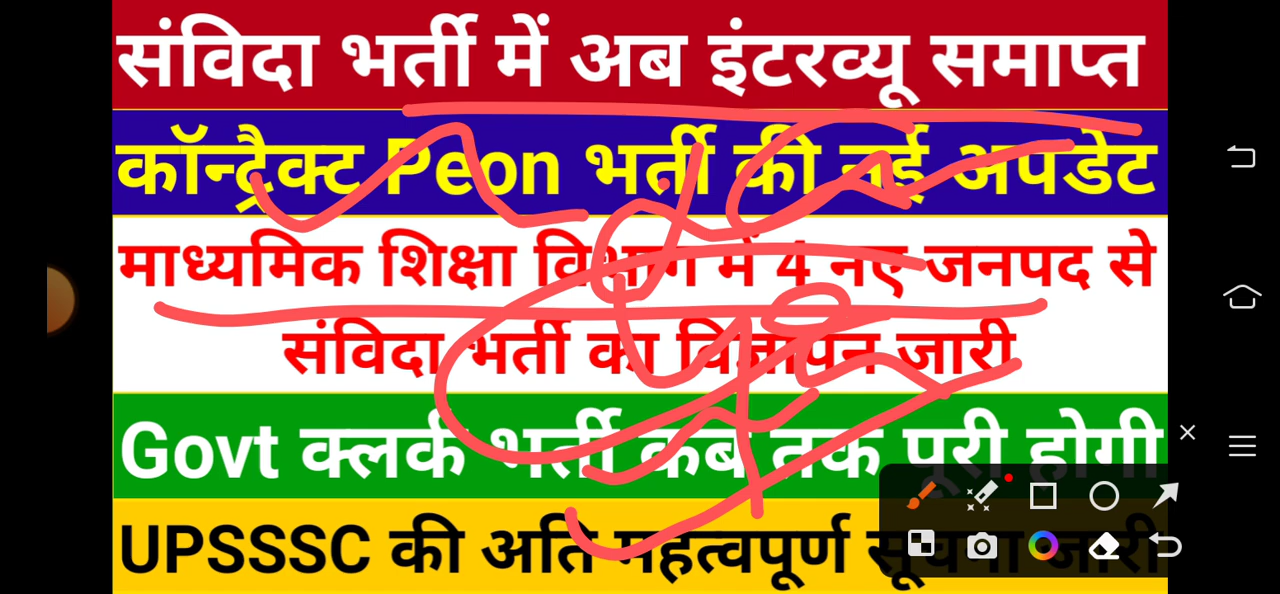 संविदा भर्ती में अब इंटरव्यू समाप्त
कॉन्ट्रैक्ट Peon भर्ती की नई अपडेट
माध्यमिक शिक्षा विभाग में 4 नए जनपद से
संविदा भर्ती का विज्ञापन जारी
Govt क्लर्क भर्ती कब तक पूरी होगी
UPSSSC की अति महत्वपूर्ण सूचना जारी